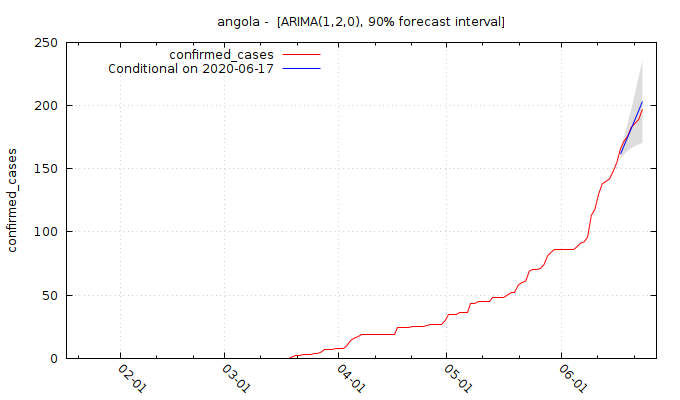 angola -  [ARIMA(1,2,0), 90% forecast interval]
confirmed_cases
Conditional on 2020-06-17
confirmed_cases
250
200
150
100
50
0
02-01
03-01
04-01
05-01
06-01